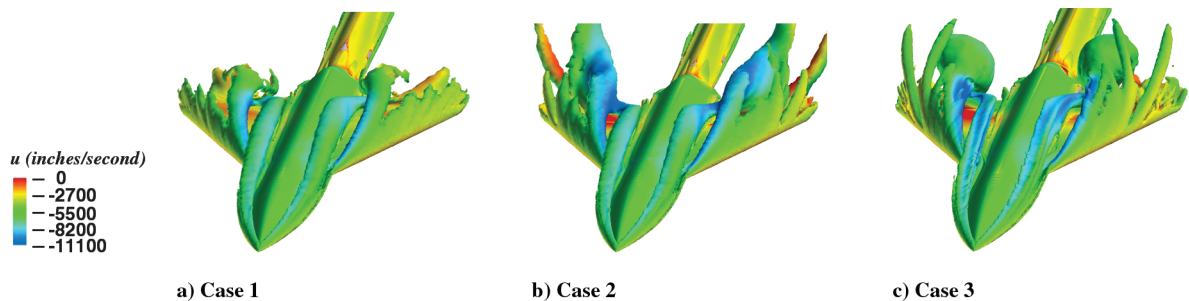 u (inches/second)
0
-2700
-5500
-8200
-11100
a) Case 1
b) Case 2
c) Case 3